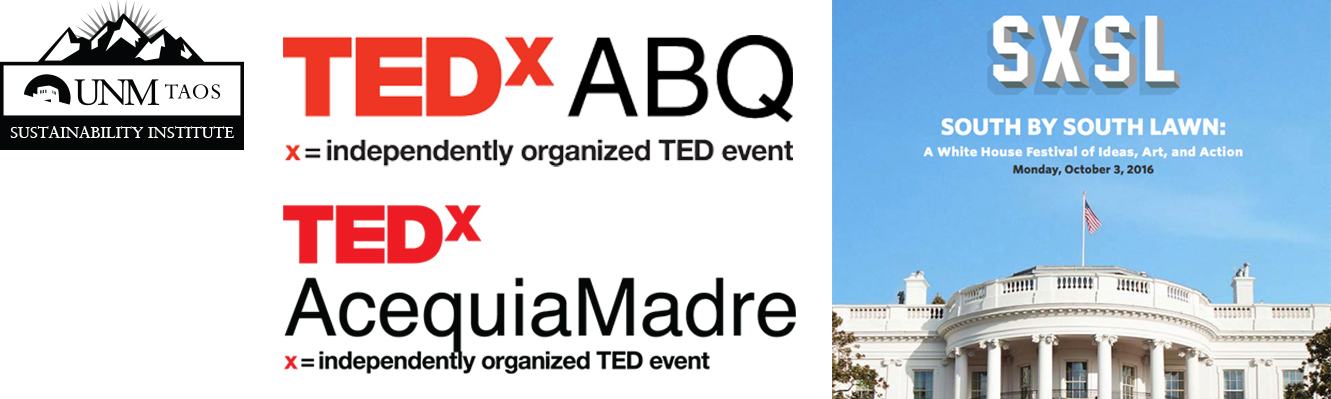 UNM TAOS
SUSTAINABILITY INSTITUTE
TEDx ABQ
x = independently organized TED event
TEDx
AcequiaMadre
x = independently organized TED event
SXSL
SOUTH BY SOUTH LAWN:
A White House Festival of Ideas, Art, and Action
Monday, October 3, 2016